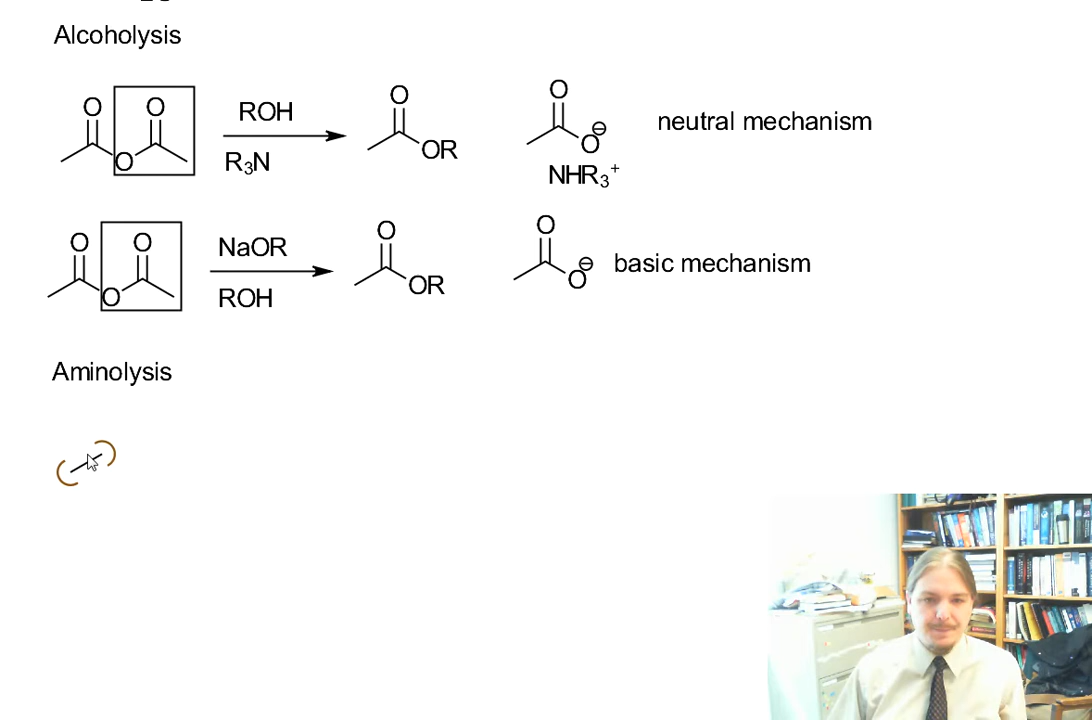 Alcoholysis
O O ROH O O
O R₃N OR O⊖ neutral mechanism
NHR₃⁺
O O NaOR O O
O ROH OR O⊖ basic mechanism
Aminolysis